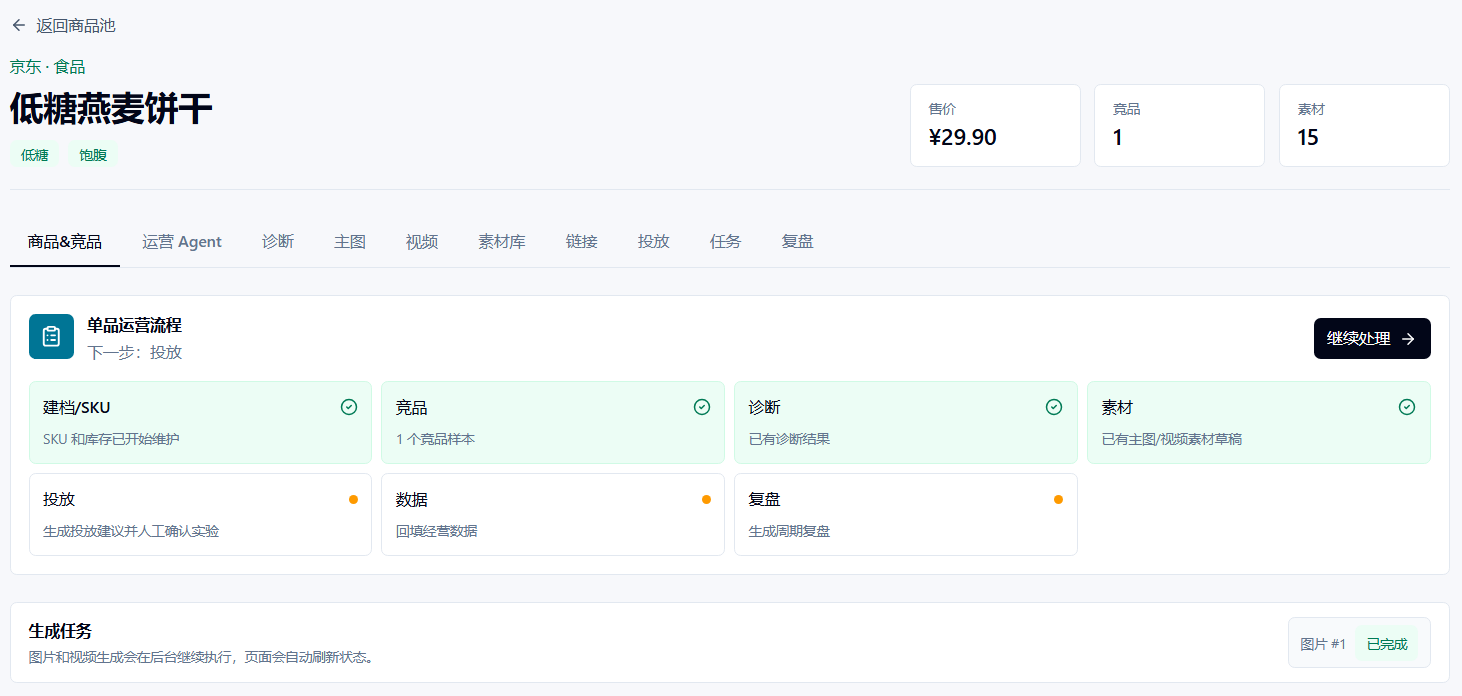 返回商品池
京东 · 食品
低糖燕麦饼干
低糖 饱腹
售价
¥29.90
竞品
1
素材
15
商品&竞品 运营 Agent 诊断 主图 视频 素材库 链接 投放 任务 复盘
单品运营流程
下一步：投放
继续处理
建档/SKU
SKU 和库存已开始维护
竞品
1 个竞品样本
诊断
已有诊断结果
素材
已有主图/视频素材草稿
投放
生成投放建议并人工确认实验
数据
回填经营数据
复盘
生成周期复盘
生成任务
图片和视频生成会在后台继续执行，页面会自动刷新状态。
图片 #1 已完成